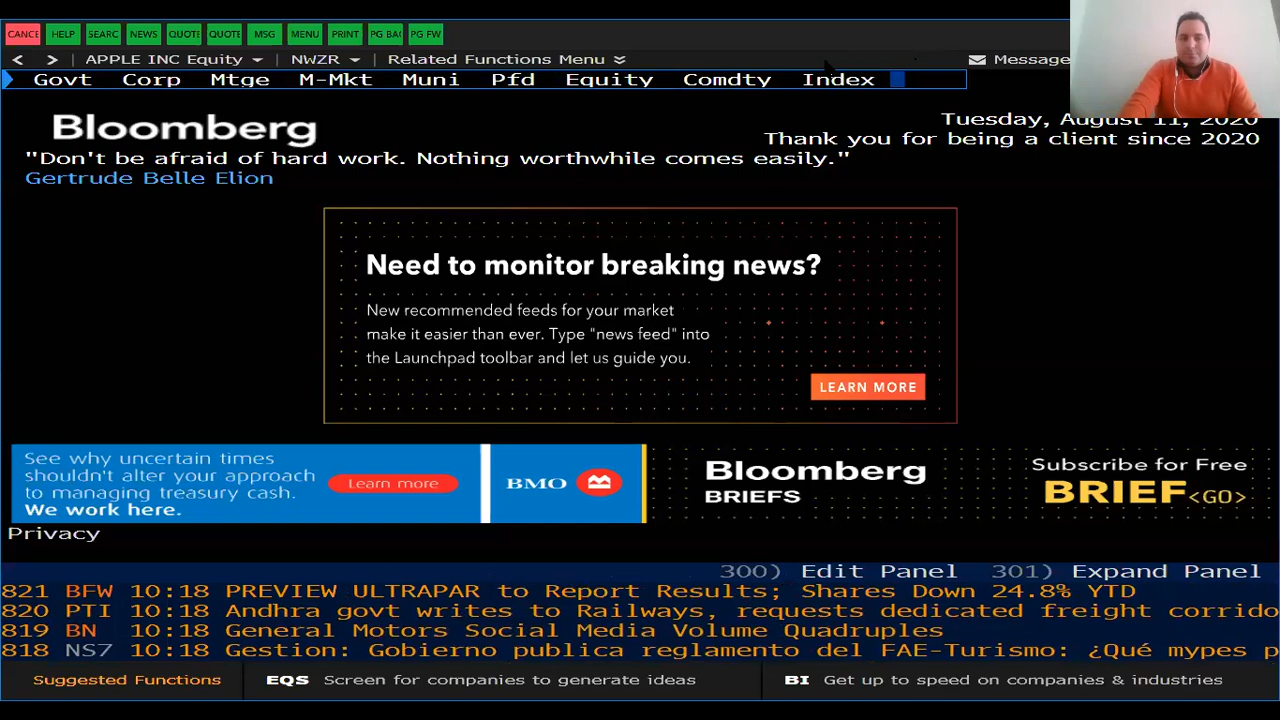 CANCE HELP SEARC NEWS QUOTE QUOTE MSG MENU PRINT PG BAC PG FW
< > APPLE INC Equity NWZR Related Functions Menu Message
Govt Corp Mtge M-Mkt Muni Pfd Equity Comdty Index
Bloomberg
Tuesday, August 11, 2020
Thank you for being a client since 2020
"Don't be afraid of hard work. Nothing worthwhile comes easily."
Gertrude Belle Elion
Need to monitor breaking news?
New recommended feeds for your market
make it easier than ever. Type "news feed" into
the Launchpad toolbar and let us guide you.
LEARN MORE
See why uncertain times
shouldn't alter your approach
to managing treasury cash.
We work here.
Learn more
BMO
Bloomberg
BRIEFS
Subscribe for Free
BRIEF<GO>
Privacy
300) Edit Panel 301) Expand Panel
821 BFW 10:18 PREVIEW ULTRAPAR to Report Results; Shares Down 24.8% YTD
820 PTI 10:18 Andhra govt writes to Railways, requests dedicated freight corrido
819 BN 10:18 General Motors Social Media Volume Quadruples
818 NS7 10:18 Gestion: Gobierno publica reglamento del FAE-Turismo: ¿Qué mypes p
Suggested Functions EQS Screen for companies to generate ideas BI Get up to speed on companies & industries